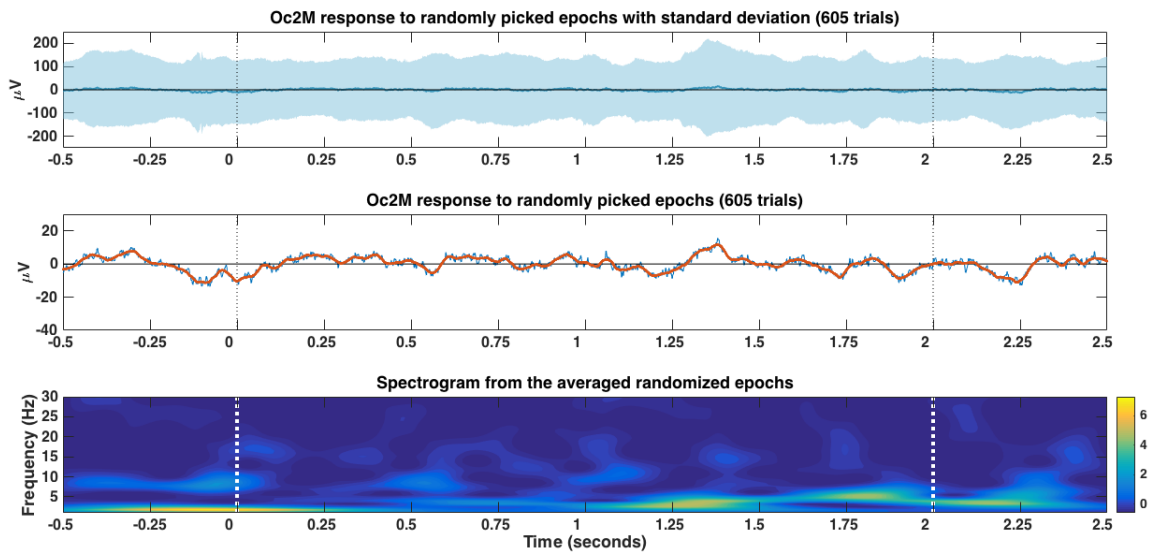 Oc2M response to randomly picked epochs with standard deviation (605 trials)
μV
200
100
0
-100
-200
-0.5 -0.25 0 0.25 0.5 0.75 1 1.25 1.5 1.75 2 2.25 2.5
Oc2M response to randomly picked epochs (605 trials)
μV
20
0
-20
-40
-0.5 -0.25 0 0.25 0.5 0.75 1 1.25 1.5 1.75 2 2.25 2.5
Spectrogram from the averaged randomized epochs
Frequency (Hz)
30
25
20
15
10
5
6
4
2
0
-0.5 -0.25 0 0.25 0.5 0.75 1 1.25 1.5 1.75 2 2.25 2.5
Time (seconds)